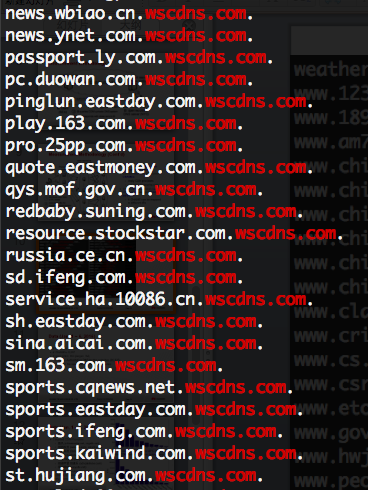 news.wbiao.cn.wscdns.com.
news.ynet.com.wscdns.com.
passport.ly.com.wscdns.com.
pc.duowan.com.wscdns.com.
pinglun.eastday.com.wscdns.com.
play.163.com.wscdns.com.
pro.25pp.com.wscdns.com.
quote.eastmoney.com.wscdns.com.
qys.mof.gov.cn.wscdns.com.
redbaby.suning.com.wscdns.com.
resource.stockstar.com.wscdns.com.
russia.ce.cn.wscdns.com.
sd.ifeng.com.wscdns.com.
service.ha.10086.cn.wscdns.com.
sh.eastday.com.wscdns.com.
sina.aicai.com.wscdns.com.
sm.163.com.wscdns.com.
sports.cqnews.net.wscdns.com.
sports.eastday.com.wscdns.com.
sports.ifeng.com.wscdns.com.
sports.kaiwind.com.wscdns.com.
st.hujiang.com.wscdns.com.
weather
www.123
www.189
www.am7
www.chi
www.chi
www.chi
www.chi
www.chi
www.chi
www.chi
www.cla
www.cri
www.cs.
www.csr
www.etc
www.gov
www.hwj
www.peo